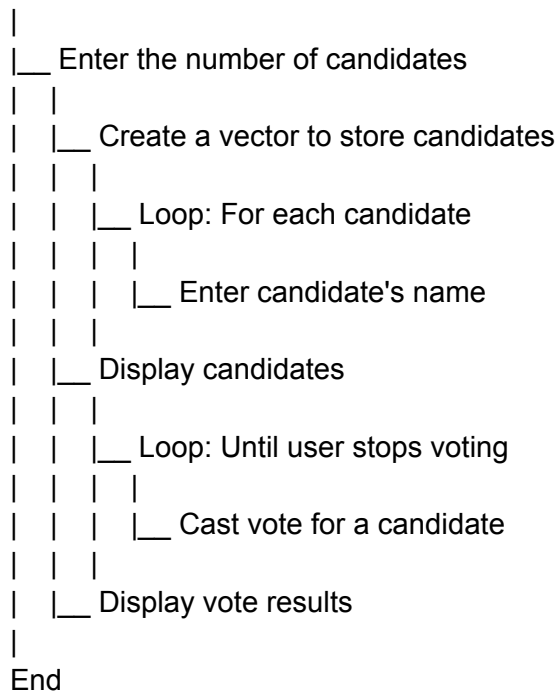 |
|__ Enter the number of candidates
|   |
|   |__ Create a vector to store candidates
|   |   |
|   |   |__ Loop: For each candidate
|   |   |   |
|   |   |   |__ Enter candidate's name
|   |   |
|   |__ Display candidates
|   |   |
|   |   |__ Loop: Until user stops voting
|   |   |   |
|   |   |   |__ Cast vote for a candidate
|   |   |
|   |__ Display vote results
|
End